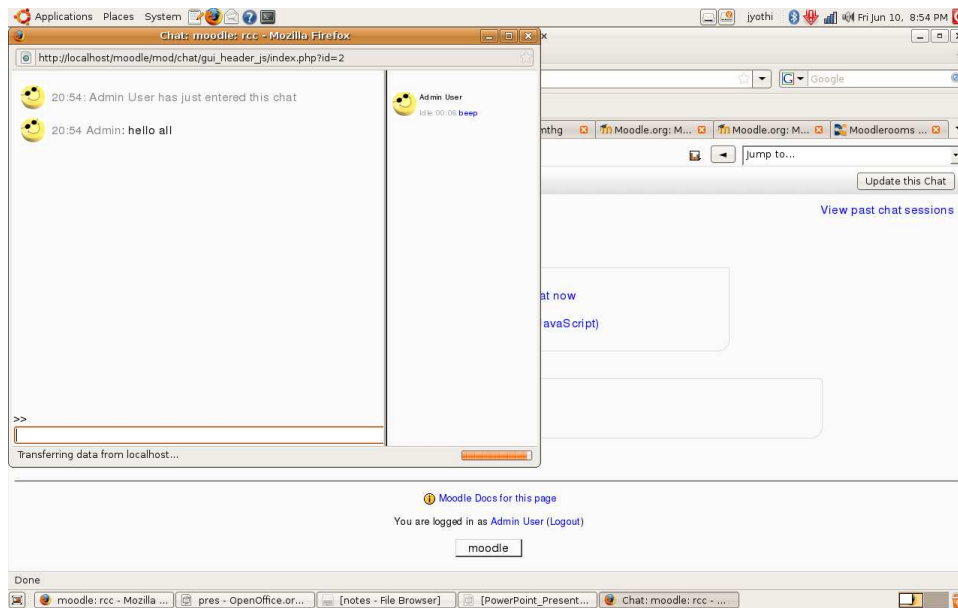 Applications Places System jyothi Fri Jun 10, 8:54 PM
Chat: moodle: rcc - Mozilla Firefox
http://localhost/moodle/mod/chat/gui_header_js/index.php?id=2
20:54: Admin User has just entered this chat
20:54 Admin: hello all
Admin User
Idle 00:08 beep
>>
Transferring data from localhost...
G Google
mthg Moodle.org: M... Moodle.org: M... Moodlerooms ...
Jump to...
Update this Chat
View past chat sessions
at now
avaScript)
Moodle Docs for this page
You are logged in as Admin User (Logout)
moodle
Done
moodle: rcc - Mozilla ... pres - OpenOffice.or... [notes - File Browser] [PowerPoint_Present... Chat: moodle: rcc - ...